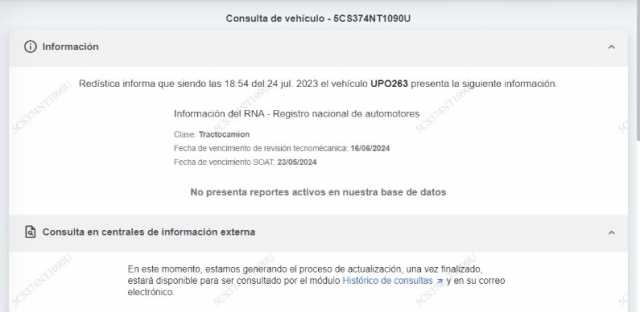 Consulta de vehículo - 5CS374NT1090U
Información
Redística informa que siendo las 18:54 del 24 jul. 2023 el vehículo UPO263 presenta la siguiente información:
Información del RNA - Registro nacional de automotores
Clase: Tractocamion
Fecha de vencimiento de revisión tecnomecánica: 16/06/2024
Fecha de vencimiento SOAT: 23/05/2024
No presenta reportes activos en nuestra base de datos
Consulta en centrales de información externa
En este momento, estamos generando el proceso de actualización, una vez finalizado,
estará disponible para ser consultado por el módulo Histórico de consultas y en su correo
electrónico.